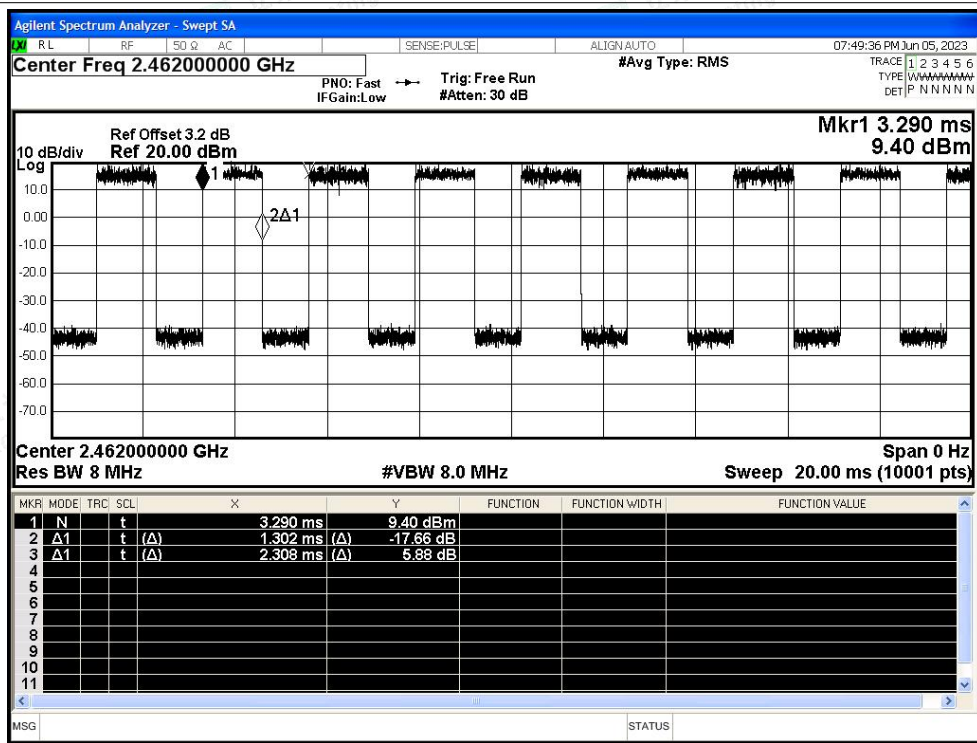 Agilent Spectrum Analyzer - Swept SA
LXI RL RF 50 Ω AC SENSE:PULSE ALIGN AUTO 07:49:36 PM Jun 05, 2023
Center Freq 2.462000000 GHz #Avg Type: RMS TRACE 1 2 3 4 5 6
PNO: Fast Trig: Free Run TYPE W
IFGain:Low #Atten: 30 dB DET P N N N N N
Mkr1 3.290 ms
Ref Offset 3.2 dB
10 dB/div Ref 20.00 dBm 9.40 dBm
Log
1
10.0
0.00 2Δ1
-10.0
-20.0
-30.0
-40.0
-50.0
-60.0
-70.0
Center 2.462000000 GHz Span 0 Hz
Res BW 8 MHz #VBW 8.0 MHz Sweep 20.00 ms (10001 pts)
MKR MODE TRC SCL X Y FUNCTION FUNCTION WIDTH FUNCTION VALUE
1 N t 3.290 ms 9.40 dBm
2 Δ1 t (Δ) 1.302 ms (Δ) -17.66 dB
3 Δ1 t (Δ) 2.308 ms (Δ) 5.88 dB
4
5
6
7
8
9
10
11
MSG STATUS